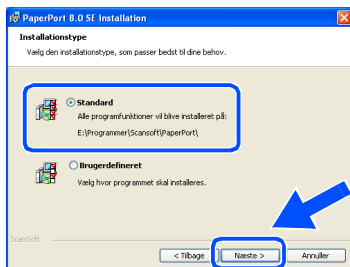 PaperPort 8.0 SE Installation
Installationstype
Vælg den installationstype, som passer bedst til dine behov.
Standard
Alle programfunktioner vil blive installeret på:
E:\Programmer\Scansoft\PaperPort\
Brugerdefineret
Vælg hvor programmet skal installeres.
ScanSoft
< Tilbage
Næste >
Annuller